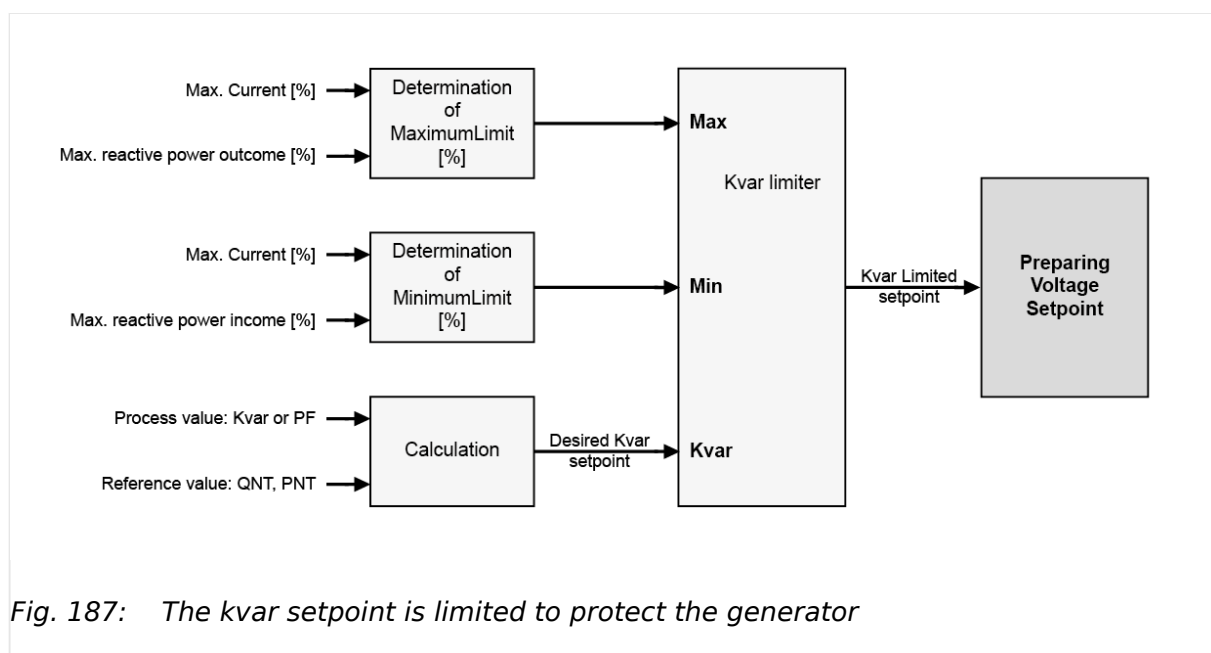 Max. Current [%]
Max. reactive power outcome [%]
Determination
of
MaximumLimit
[%]
Max
Kvar limiter
Max. Current [%]
Max. reactive power income [%]
Determination
of
MinimumLimit
[%]
Min
Kvar Limited
setpoint
Preparing
Voltage
Setpoint
Process value: Kvar or PF
Reference value: QNT, PNT
Calculation
Desired Kvar
setpoint
Kvar
Fig. 187: The kvar setpoint is limited to protect the generator